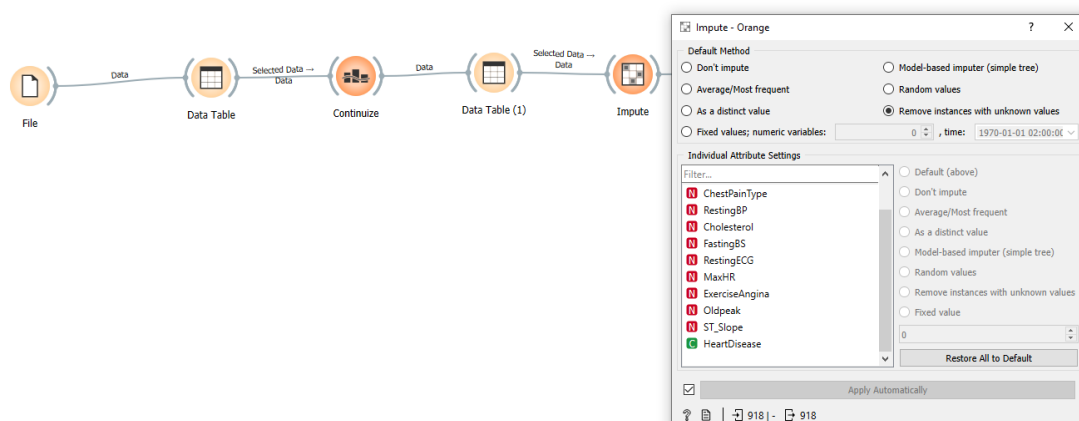 Impute - Orange
? ×
Default Method
Don't impute
Model-based imputer (simple tree)
Average/Most frequent
Random values
As a distinct value
Remove instances with unknown values
Fixed values; numeric variables:
0
, time:
1970-01-01 02:00:00
Individual Attribute Settings
Filter...
N ChestPainType
N RestingBP
N Cholesterol
N FastingBS
N RestingECG
N MaxHR
N ExerciseAngina
N Oldpeak
N ST_Slope
C HeartDisease
Default (above)
Don't impute
Average/Most frequent
As a distinct value
Model-based imputer (simple tree)
Random values
Remove instances with unknown values
Fixed value
0
Restore All to Default
Apply Automatically
? 918 | - 918
File
Data
Data Table
Selected Data →
Data
Continuize
Data
Data Table (1)
Selected Data →
Data
Impute